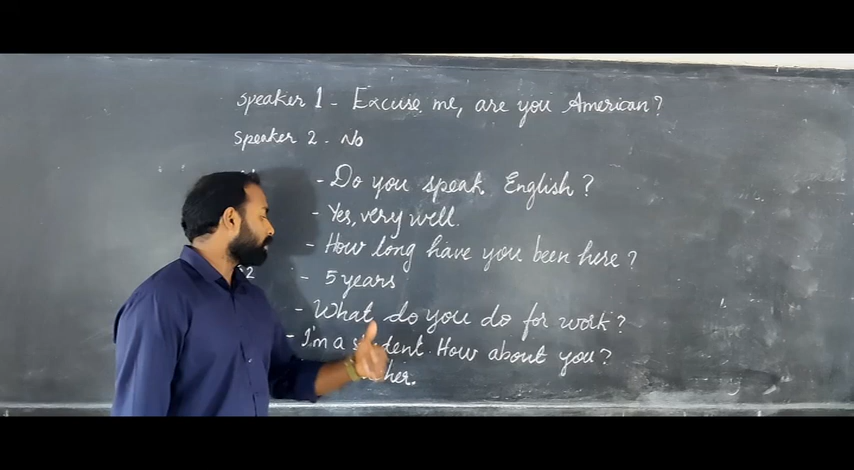 Speaker 1 - Excuse me, are you American?
Speaker 2 - No
- Do you speak English?
- Yes, very well.
- How long have you been here?
2 - 5 years
- What do you do for work?
- I'm a How about you?